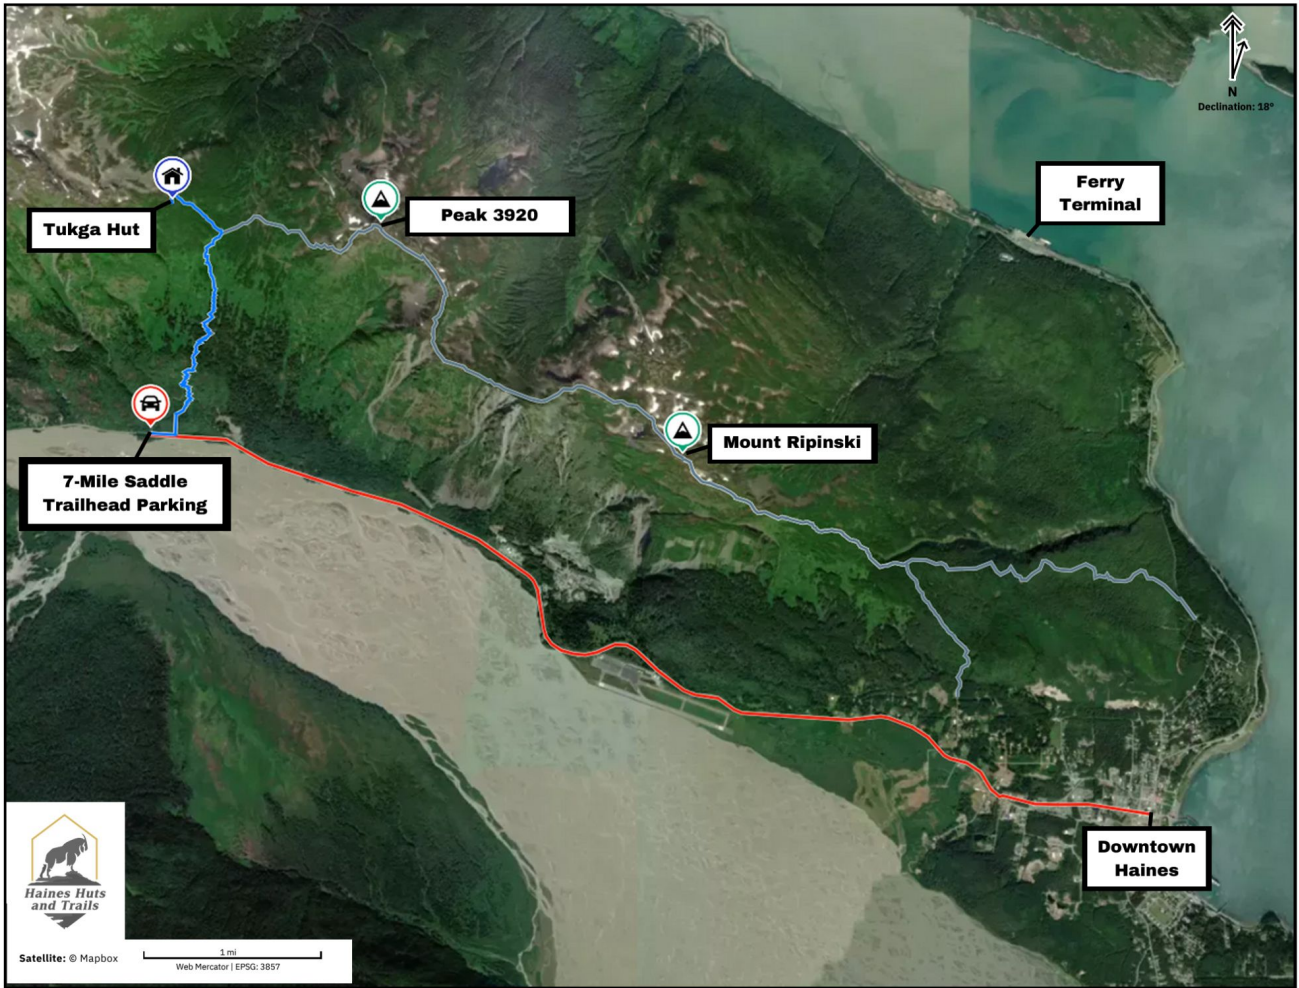 N
Declination: 18°
Ferry
Terminal
Peak 3920
Tukga Hut
Mount Ripinski
7-Mile Saddle
Trailhead Parking
Downtown
Haines
Haines Huts
and Trails
Satellite: © Mapbox
1 mi
Web Mercator | EPSG: 3857